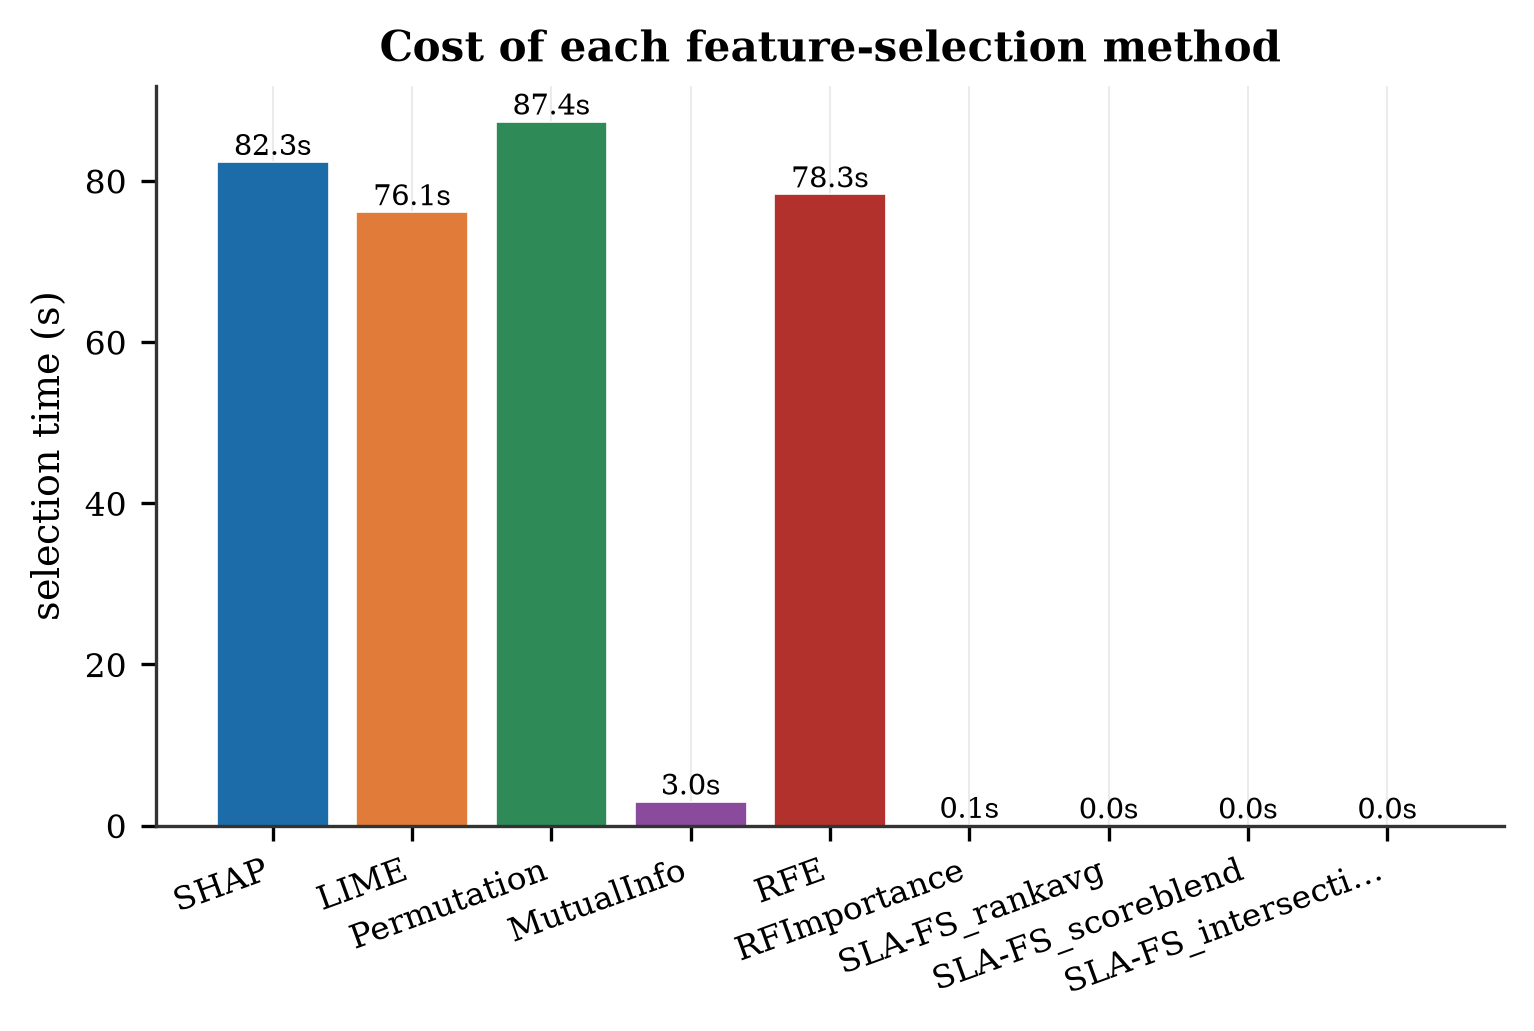 Cost of each feature-selection method
selection time (s)
80
60
40
20
0
82.3s
76.1s
87.4s
3.0s
78.3s
0.1s
0.0s
0.0s
0.0s
SHAP
LIME
Permutation
MutualInfo
RFE
RFImportance
SLA-FS_rankavg
SLA-FS_scoreblend
SLA-FS_intersecti...